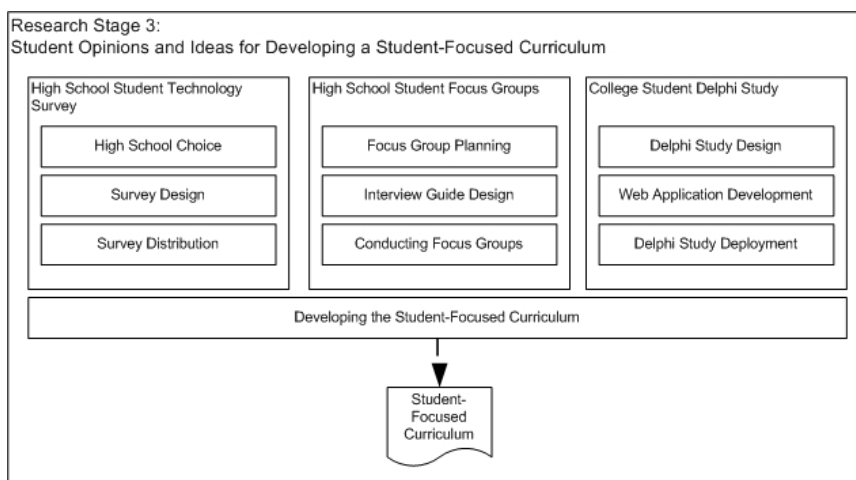 Research Stage 3:
Student Opinions and Ideas for Developing a Student-Focused Curriculum
High School Student Technology
Survey
High School Choice
Survey Design
Survey Distribution
High School Student Focus Groups
Focus Group Planning
Interview Guide Design
Conducting Focus Groups
College Student Delphi Study
Delphi Study Design
Web Application Development
Delphi Study Deployment
Developing the Student-Focused Curriculum
Student-
Focused
Curriculum